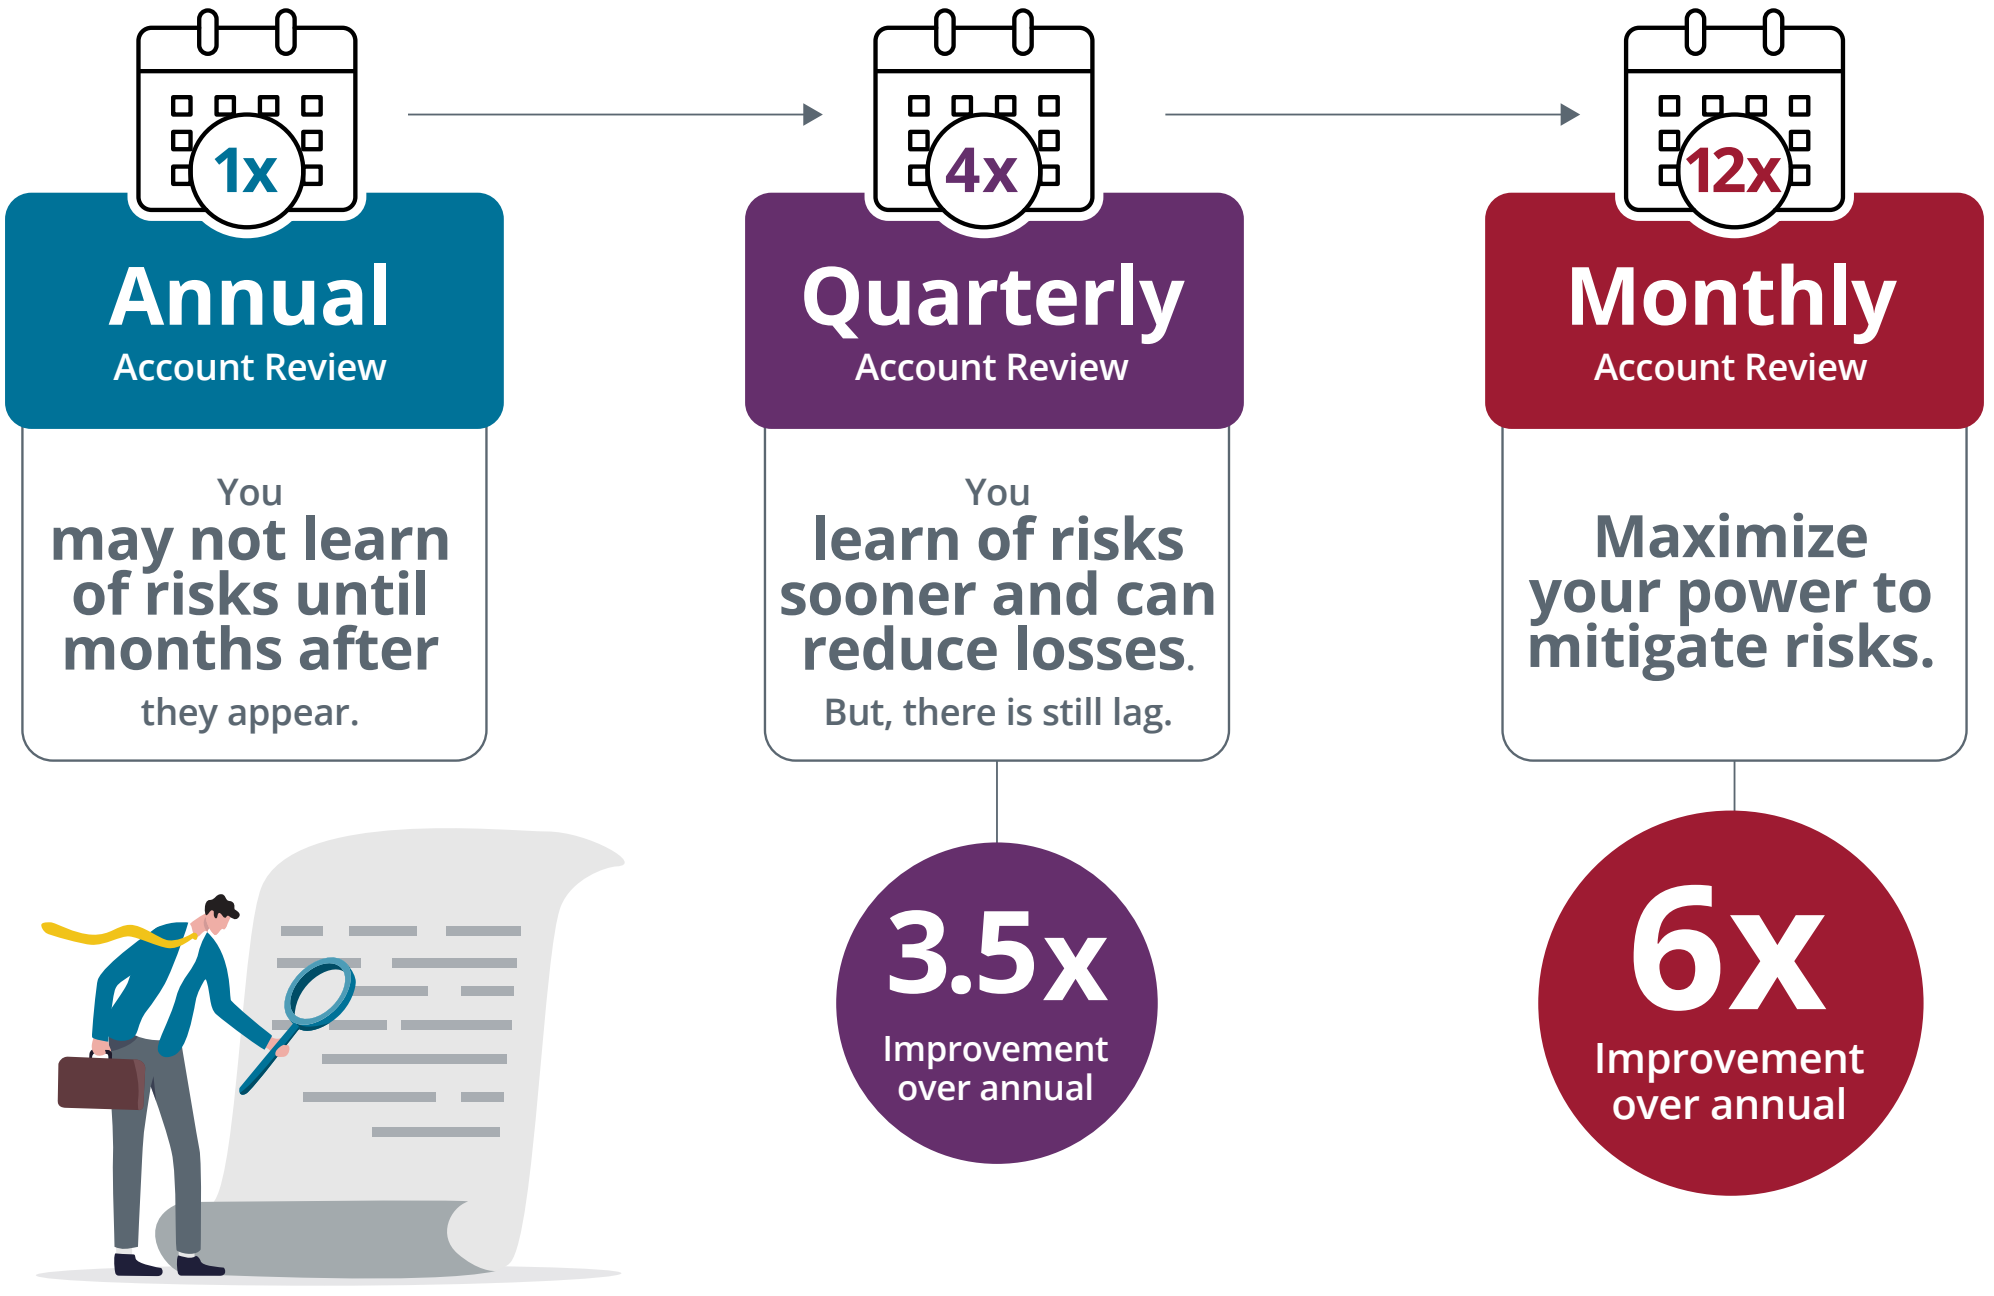 1x
Annual
Account Review
You
may not learn
of risks until
months after
they appear.
4x
Quarterly
Account Review
You
learn of risks
sooner and can
reduce losses.
But, there is still lag.
3.5x
Improvement
over annual
12x
Monthly
Account Review
Maximize
your power to
mitigate risks.
6x
Improvement
over annual